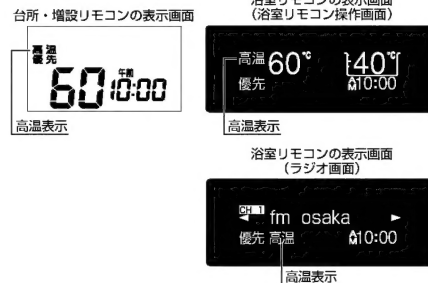 台所・増設リモコンの表示画面
高温
優先
60
午前
10:00
高温表示
浴室リモコンの表示画面
(浴室リモコン操作画面)
高温 60℃ 40℃
優先 AM10:00
高温表示
浴室リモコンの表示画面
(ラジオ画面)
CH 1
fm osaka
優先 高温 AM10:00
高温表示